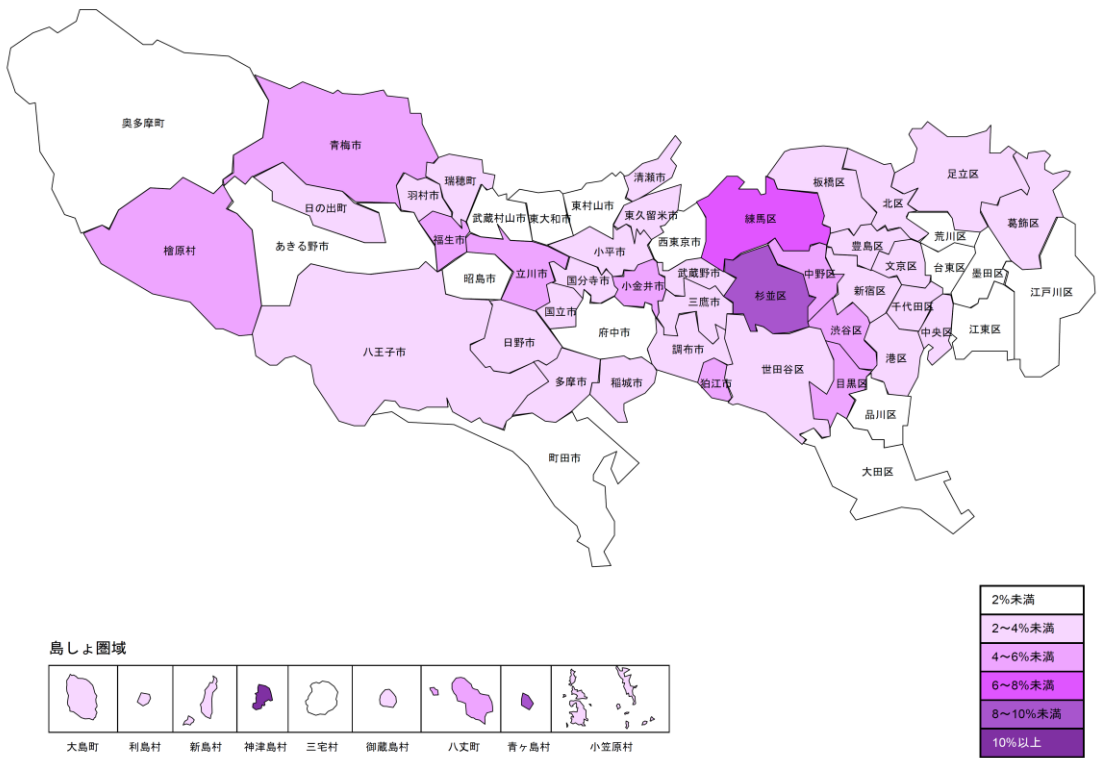 奥多摩町
青梅市
瑞穂町
羽村市
日の出町
檜原村
あきる野市
福生市
武蔵村山市
東大和市
東村山市
清瀬市
東久留米市
西東京市
小平市
昭島市
立川市
国分寺市
小金井市
武蔵野市
三鷹市
国立市
府中市
日野市
八王子市
多摩市
稲城市
調布市
狛江市
町田市
板橋区
北区
足立区
葛飾区
練馬区
豊島区
文京区
荒川区
台東区
墨田区
江戸川区
中野区
杉並区
新宿区
千代田区
中央区
江東区
渋谷区
港区
世田谷区
目黒区
品川区
大田区
2%未満
2〜4%未満
4〜6%未満
6〜8%未満
8〜10%未満
10%以上
島しょ圏域
大島町
利島村
新島村
神津島村
三宅村
御蔵島村
八丈町
青ヶ島村
小笠原村